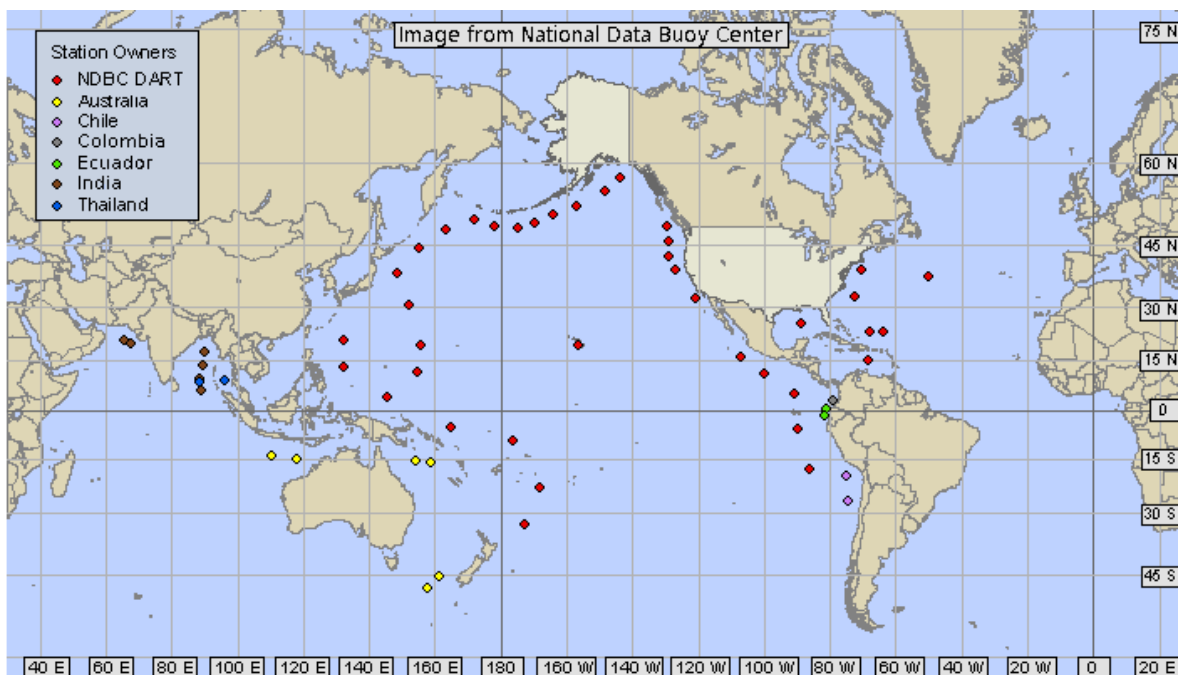 Image from National Data Buoy Center
75 N
Station Owners
NDBC DART
Australia
Chile
Colombia
Ecuador
India
Thailand
60 N
45 N
30 N
15 N
0
15 S
30 S
45 S
40 E 60 E 80 E 100 E 120 E 140 E 160 E 180 W 160 W 140 W 120 W 100 W 80 W 60 W 40 W 20 W 0 20 E